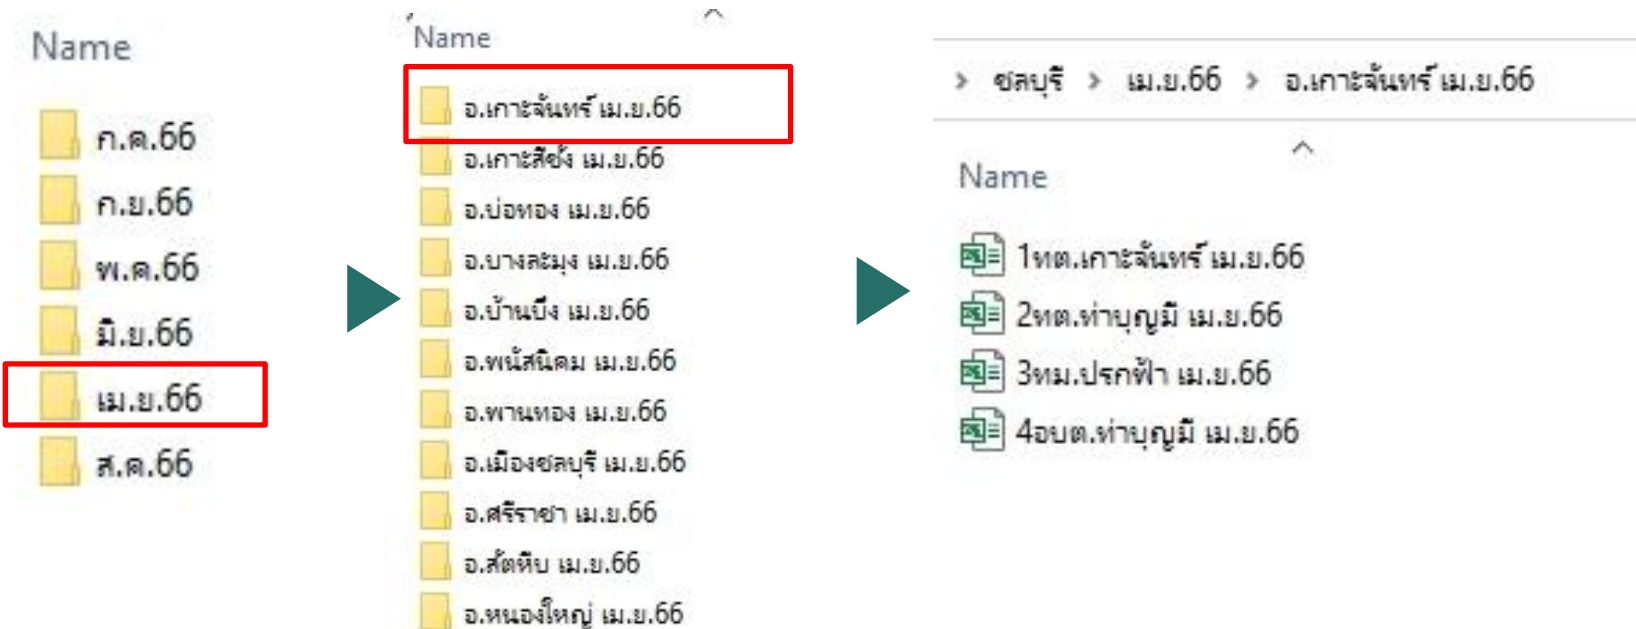 Name
ก.ค.66
ก.ย.66
พ.ค.66
มิ.ย.66
เม.ย.66
ส.ค.66
Name
อ.เกาะจันทร์ เม.ย.66
อ.เกาะสีชัง เม.ย.66
อ.บ่อทอง เม.ย.66
อ.บางละมุง เม.ย.66
อ.บ้านบึง เม.ย.66
อ.พนัสนิคม เม.ย.66
อ.พานทอง เม.ย.66
อ.เมืองชลบุรี เม.ย.66
อ.ศรีราชา เม.ย.66
อ.สัตหีบ เม.ย.66
อ.หนองใหญ่ เม.ย.66
> ชลบุรี > เม.ย.66 > อ.เกาะจันทร์ เม.ย.66
Name
1ทต.เกาะจันทร์ เม.ย.66
2ทต.ท่าบุญมี เม.ย.66
3ทม.ปรกฟ้า เม.ย.66
4อบต.ท่าบุญมี เม.ย.66